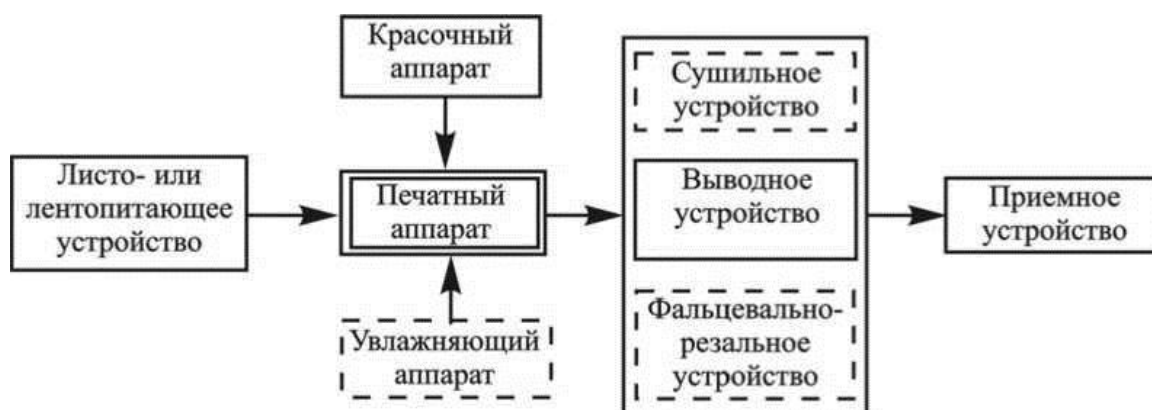 Красочный
аппарат
Сушильное
устройство
Листо- или
лентопитающее
устройство
Печатный
аппарат
Выводное
устройство
Приемное
устройство
Увлажняющий
аппарат
Фальцевально-
резальное
устройство